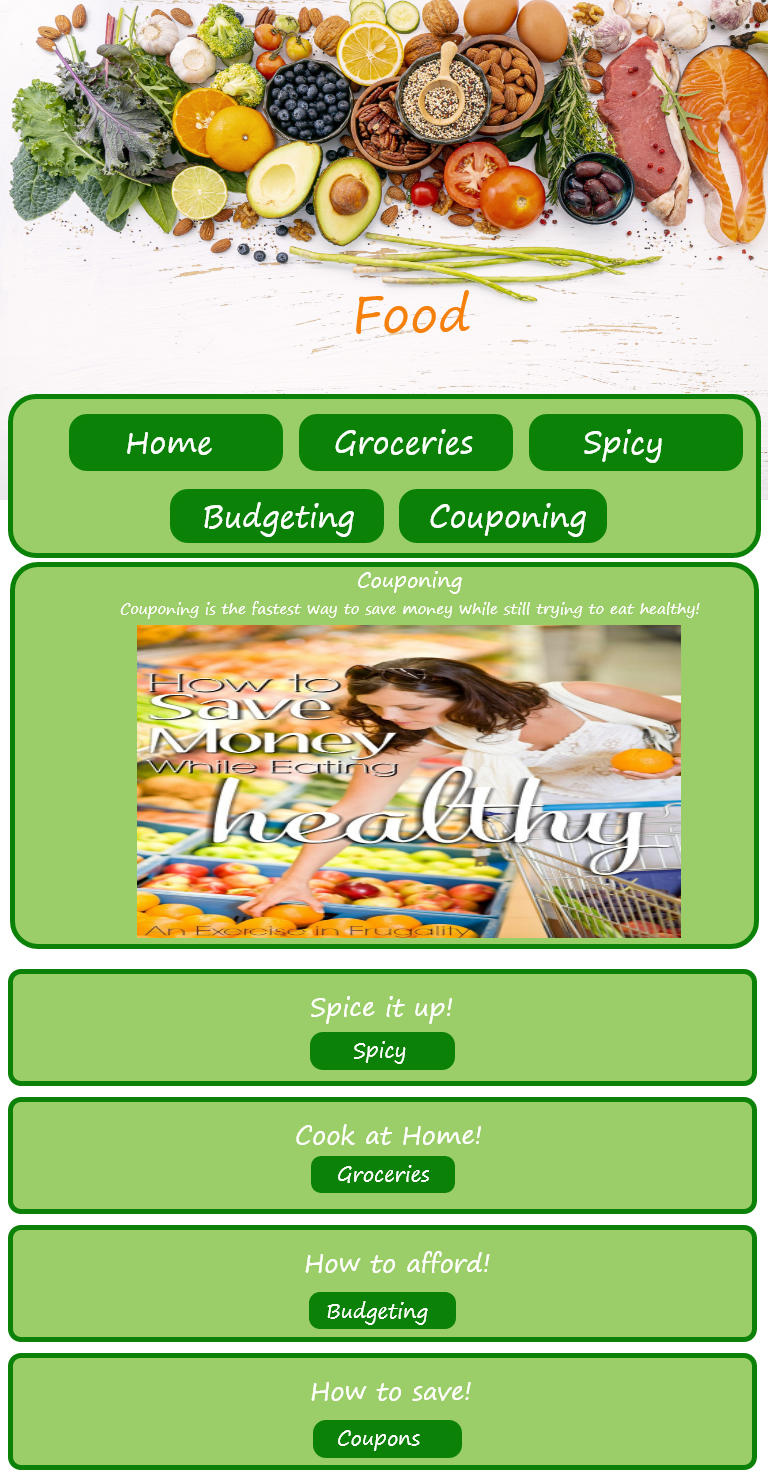 Food
Home Groceries Spicy
Budgeting Couponing
Couponing
Couponing is the fastest way to save money while still trying to eat healthy!
How to
Save
Money
While Eating
healthy
An Exercise in Frugality
Spice it up!
Spicy
Cook at Home!
Groceries
How to afford!
Budgeting
How to save!
Coupons